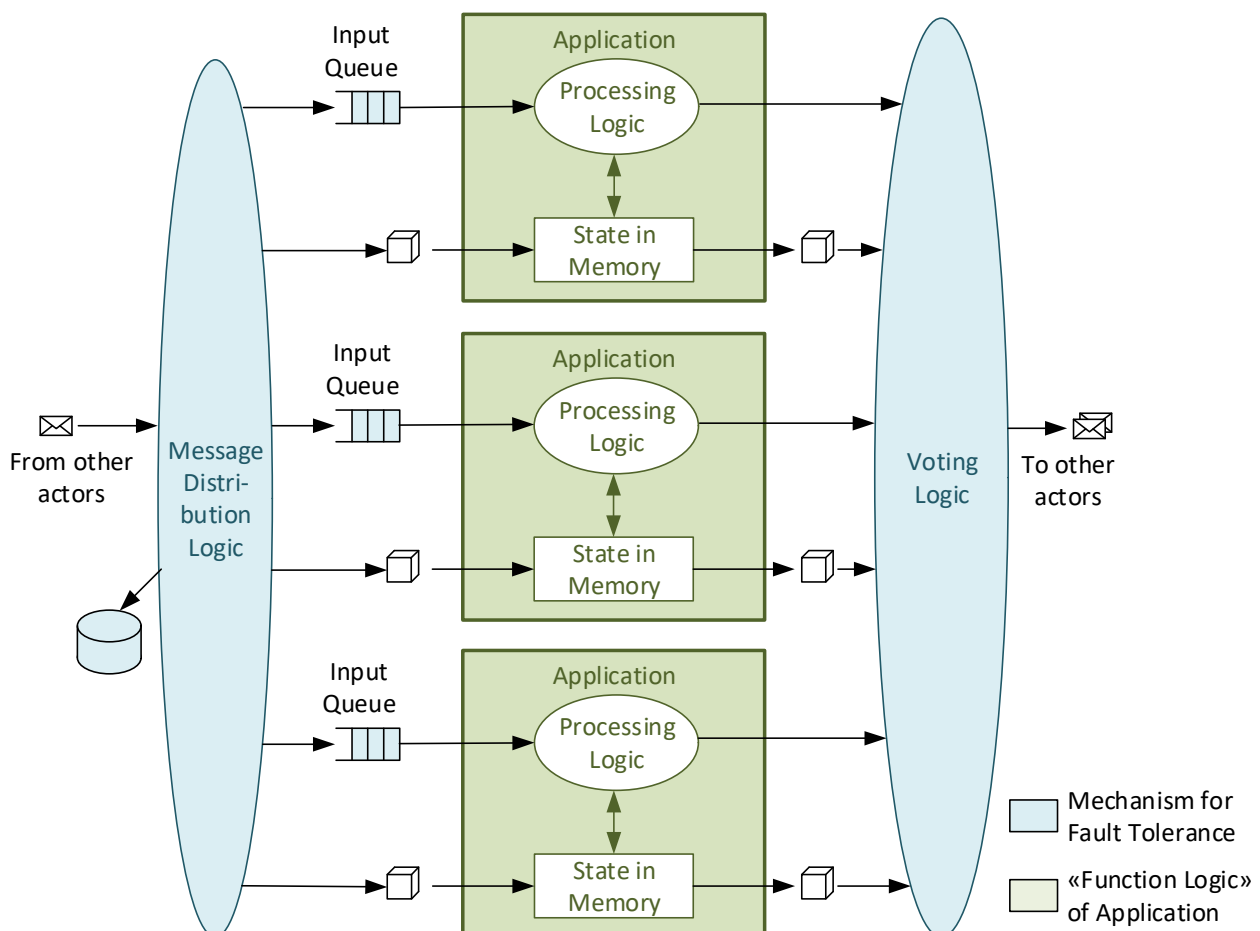 Input
Queue
Application
Processing
Logic
State in
Memory
Input
Queue
Application
Processing
Logic
State in
Memory
From other
actors
Message
Distri-
bution
Logic
Voting
Logic
To other
actors
Input
Queue
Application
Processing
Logic
State in
Memory
Mechanism for
Fault Tolerance
«Function Logic»
of Application